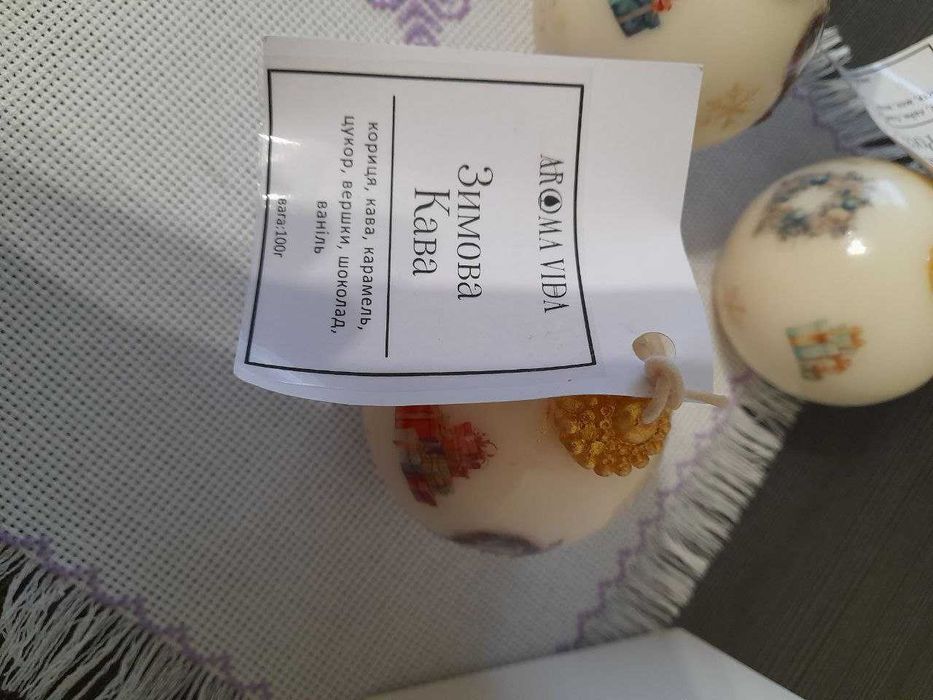 AROMA VIDA
Зимова
Кава
кориця, кава, карамель,
цукор, вершки, шоколад,
ваніль
вага:100г